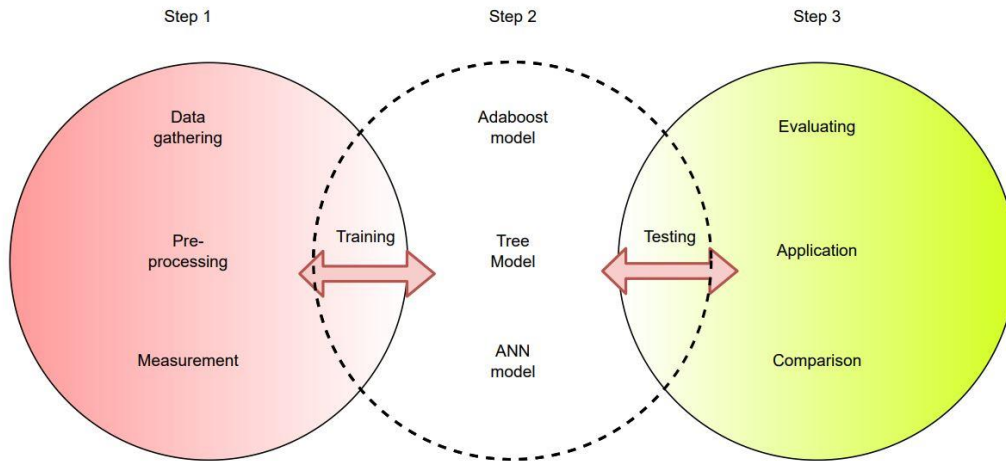 Step 1
Step 2
Step 3
Data
gathering
Adaboost
model
Evaluating
Pre-
processing
Training
Tree
Model
Testing
Application
Measurement
ANN
model
Comparison